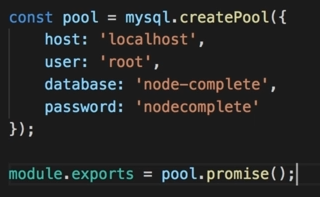 const pool = mysql.createPool({
    host: 'localhost',
    user: 'root',
    database: 'node-complete',
    password: 'nodecomplete'
});

module.exports = pool.promise();